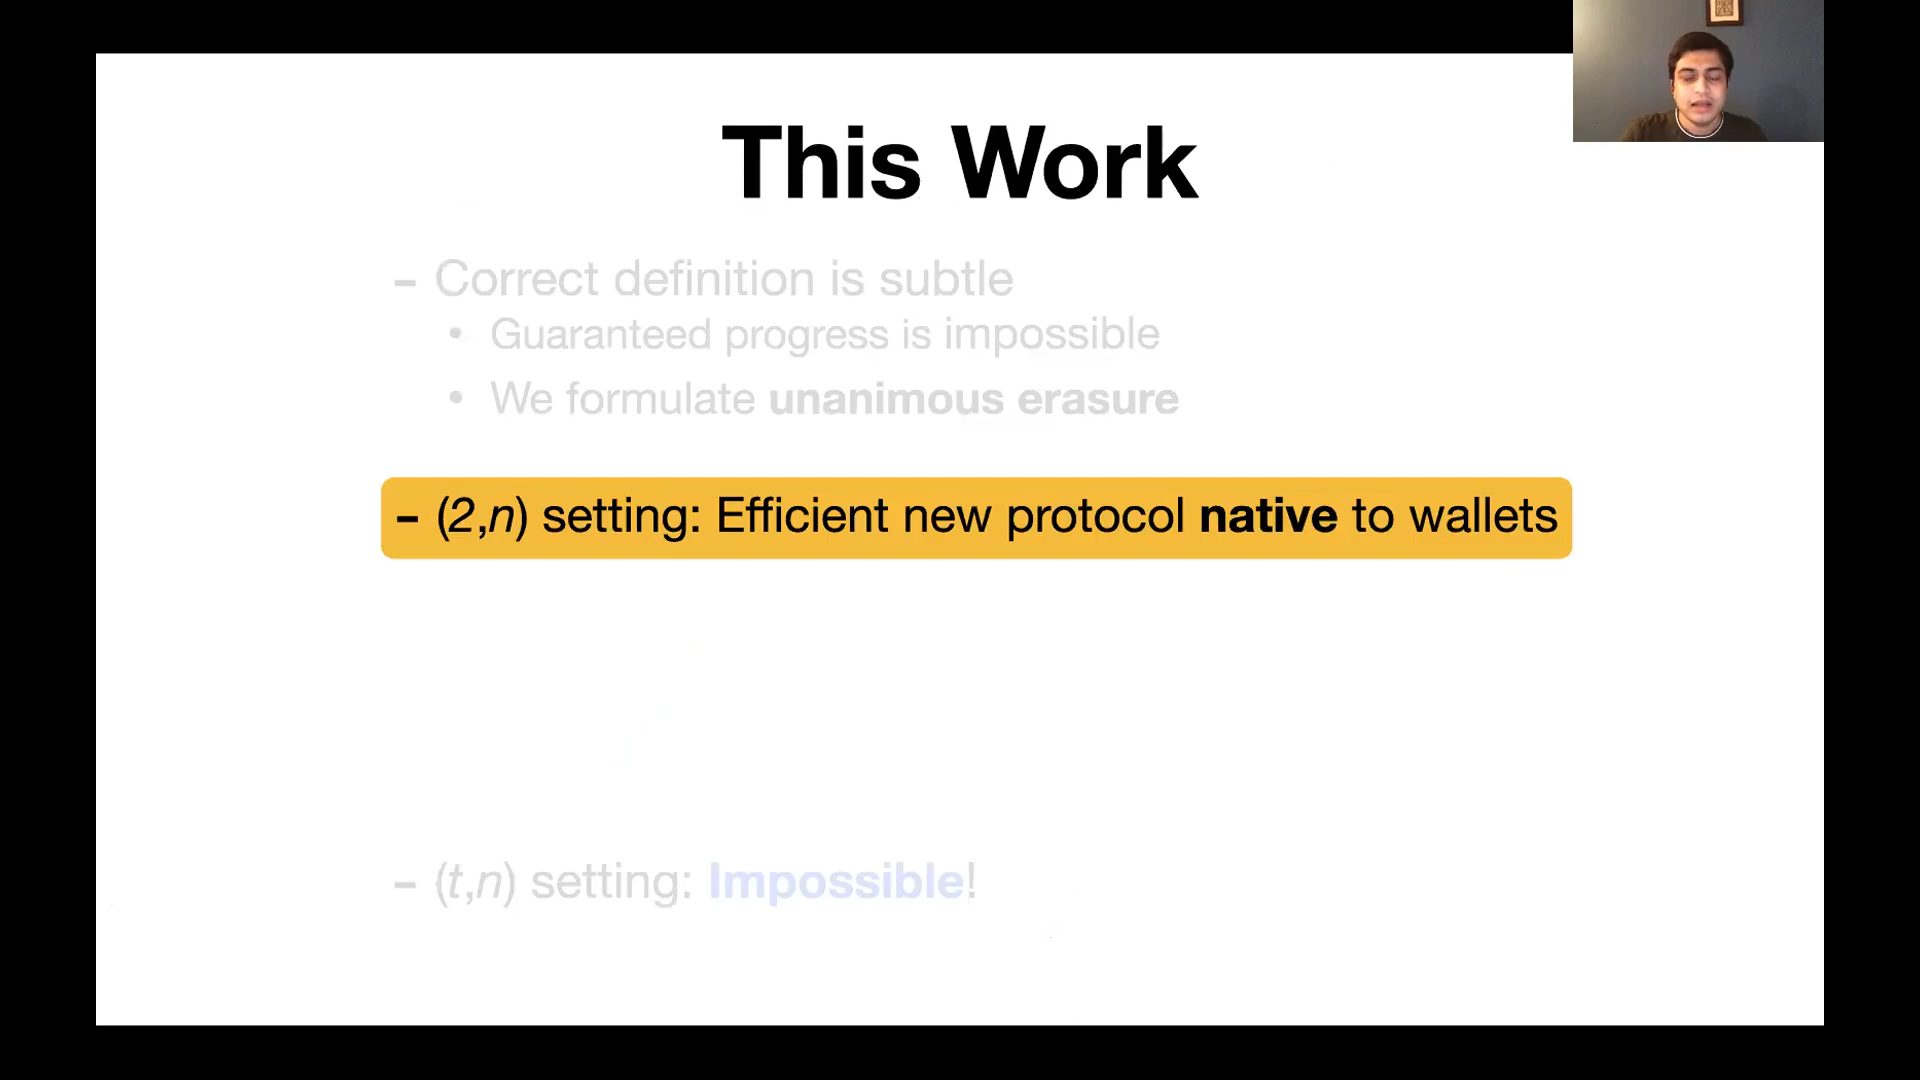 This Work
- Correct definition is subtle
• Guaranteed progress is impossible
• We formulate unanimous erasure
- (2,n) setting: Efficient new protocol native to wallets
- (t,n) setting: Impossible!